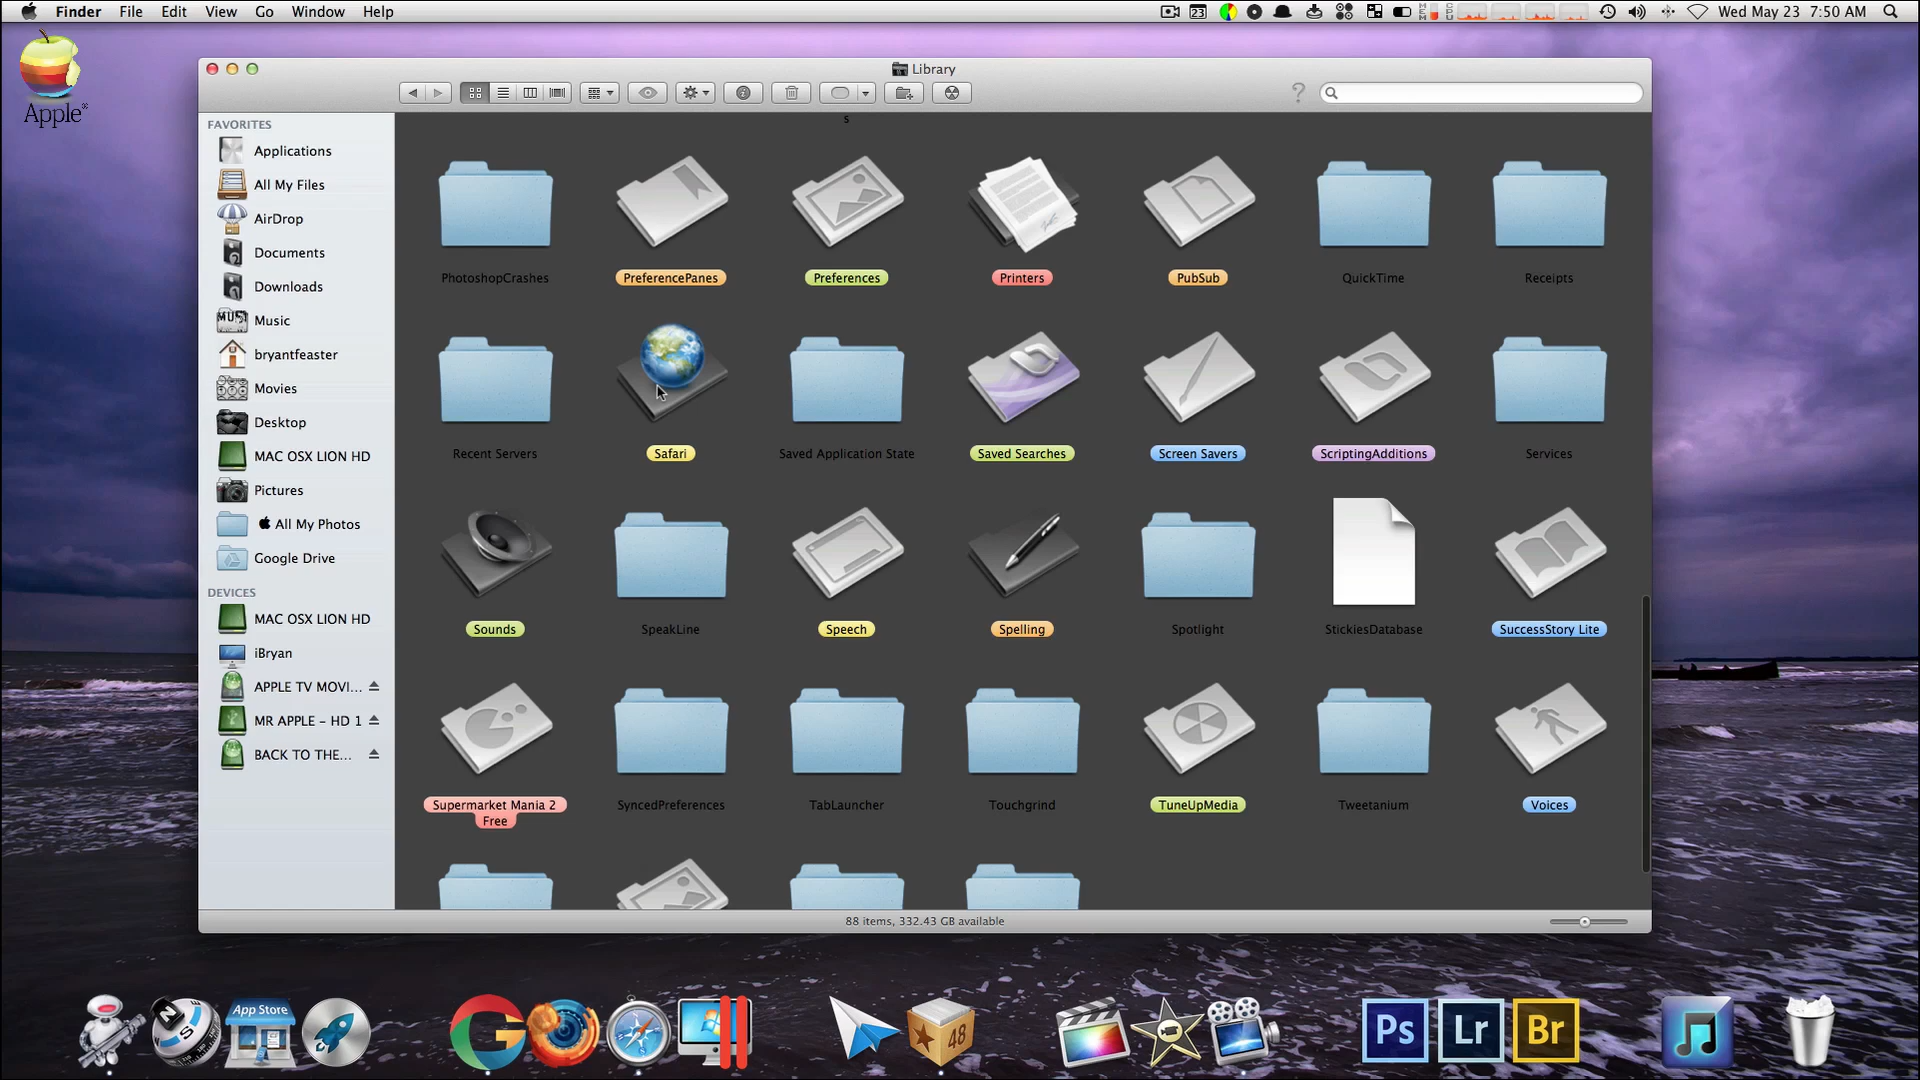 Finder File Edit View Go Window Help
23 Wed May 23 7:50 AM
Apple
Library
FAVORITES
Applications
All My Files
AirDrop
Documents
Downloads
Music
bryantfeaster
Movies
Desktop
MAC OSX LION HD
Pictures
All My Photos
Google Drive
DEVICES
MAC OSX LION HD
iBryan
APPLE TV MOVI...
MR APPLE - HD 1
BACK TO THE...
s
PhotoshopCrashes PreferencePanes Preferences Printers PubSub QuickTime Receipts
Recent Servers Safari Saved Application State Saved Searches Screen Savers ScriptingAdditions Services
Sounds SpeakLine Speech Spelling Spotlight StickiesDatabase SuccessStory Lite
Supermarket Mania 2 SyncedPreferences TabLauncher Touchgrind TuneUpMedia Tweetanium Voices
Free
88 items, 332.43 GB available
App Store
48
Ps Lr Br